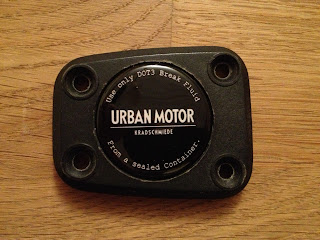 Use only DOT3 Break Fluid
URBAN MOTOR
KRADSCHMIEDE
From a sealed Container.